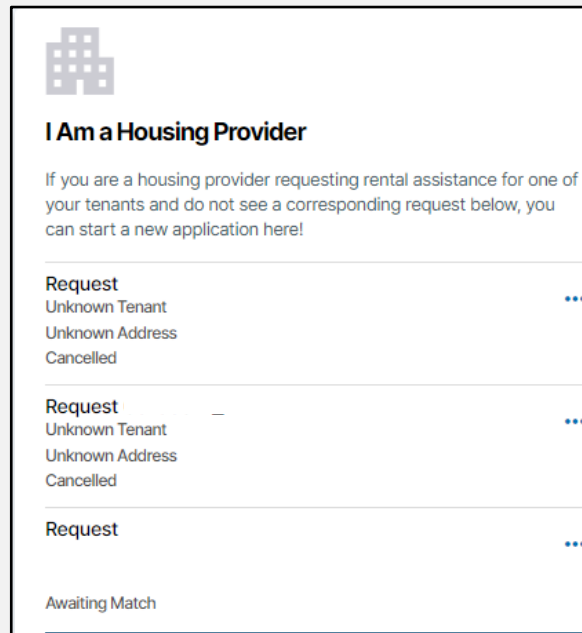 I Am a Housing Provider
If you are a housing provider requesting rental assistance for one of
your tenants and do not see a corresponding request below, you
can start a new application here!
Request
Unknown Tenant
Unknown Address
Cancelled
Request
Unknown Tenant
Unknown Address
Cancelled
Request
Awaiting Match